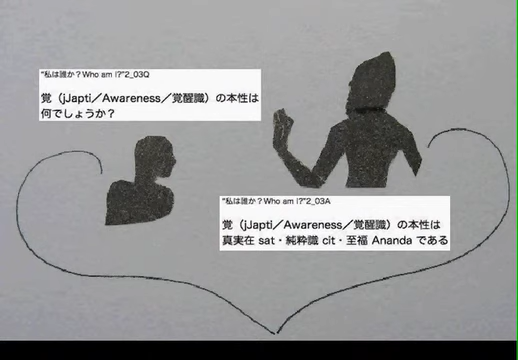 "私は誰か？Who am I?"2_03Q
覚（jJapti／Awareness／覚醒識）の本性は
何でしょうか？
"私は誰か？Who am I?"2_03A
覚（jJapti／Awareness／覚醒識）の本性は
真実在 sat・純粋識 cit・至福 Ananda である